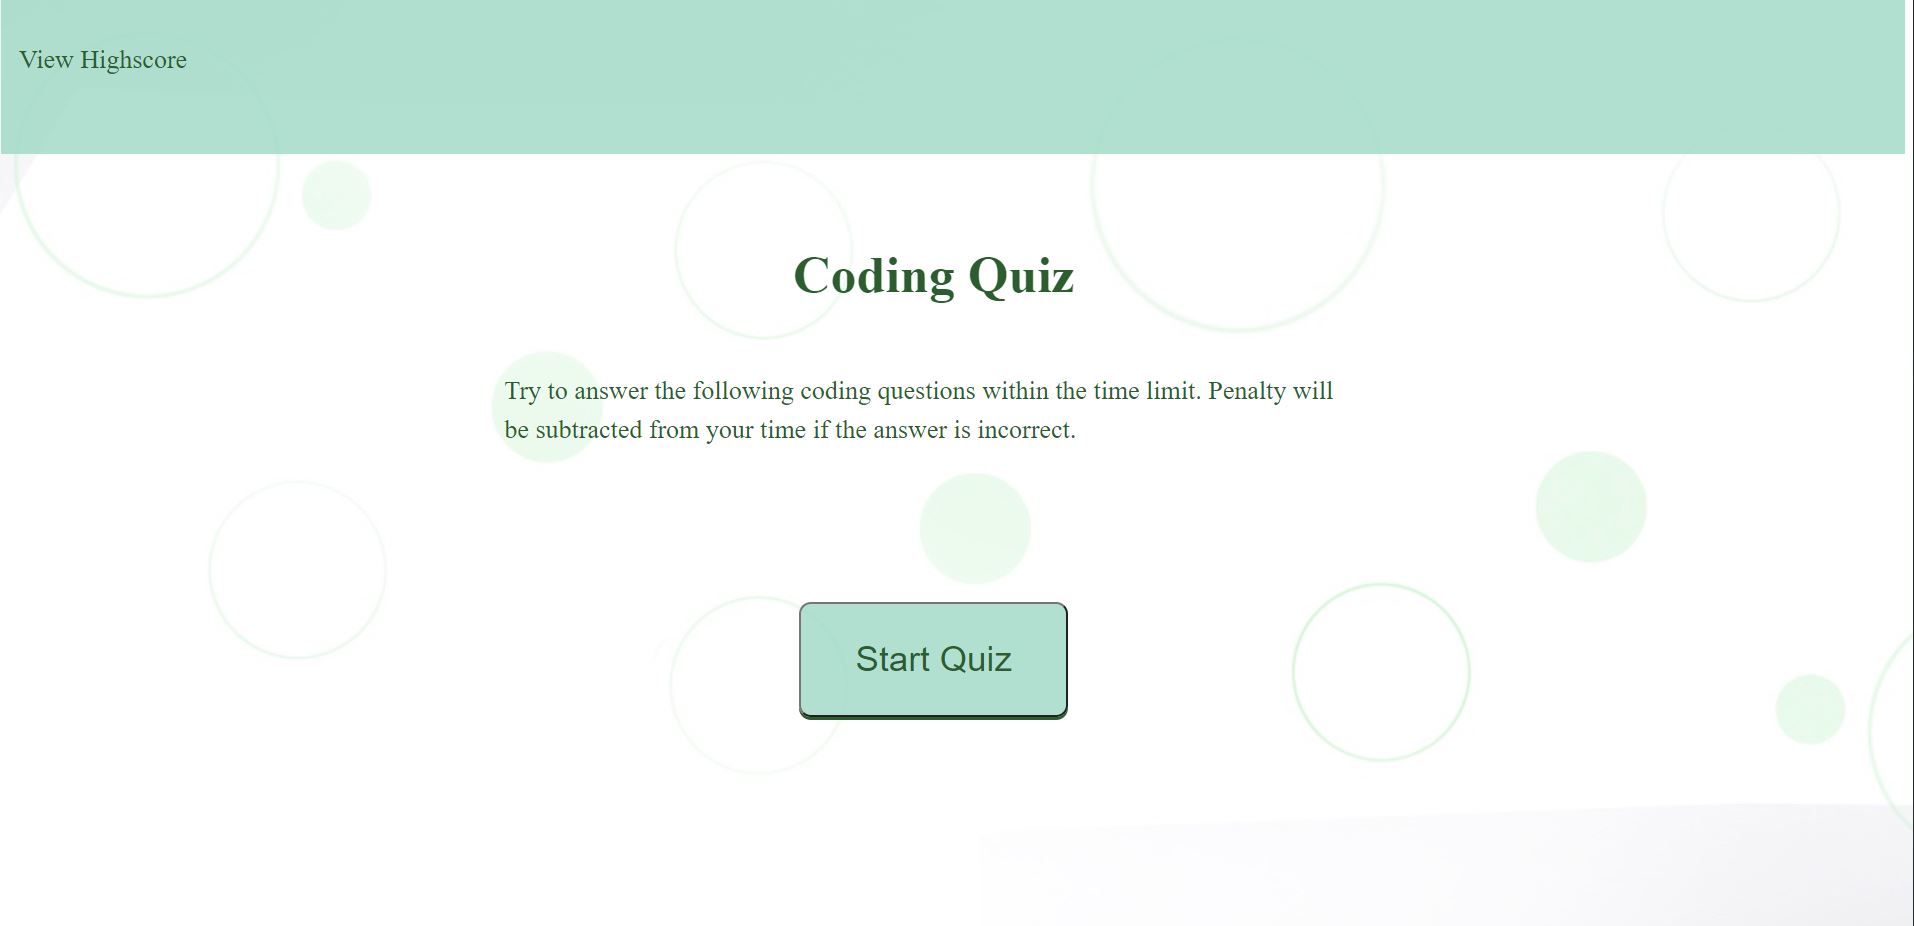 View Highscore
Coding Quiz
Try to answer the following coding questions within the time limit. Penalty will
be subtracted from your time if the answer is incorrect.
Start Quiz